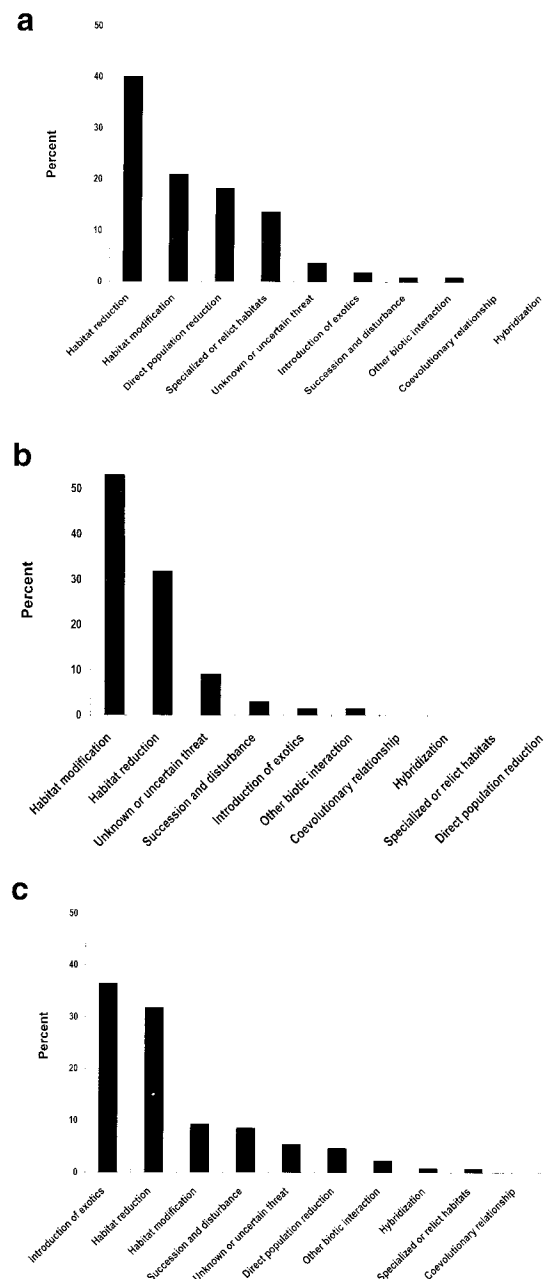 a
50
40
30
20
10
0
Percent
Habitat reduction
Habitat modification
Direct population reduction
Specialized or relict habitats
Unknown or uncertain threat
Introduction of exotics
Succession and disturbance
Other biotic interaction
Coevolutionary relationship
Hybridization
b
50
40
30
20
10
0
Percent
Habitat modification
Habitat reduction
Unknown or uncertain threat
Succession and disturbance
Introduction of exotics
Other biotic interaction
Coevolutionary relationship
Hybridization
Specialized or relict habitats
Direct population reduction
c
50
40
30
20
10
0
Percent
Introduction of exotics
Habitat reduction
Habitat modification
Succession and disturbance
Unknown or uncertain threat
Direct population reduction
Other biotic interaction
Hybridization
Specialized or relict habitats
Coevolutionary relationship